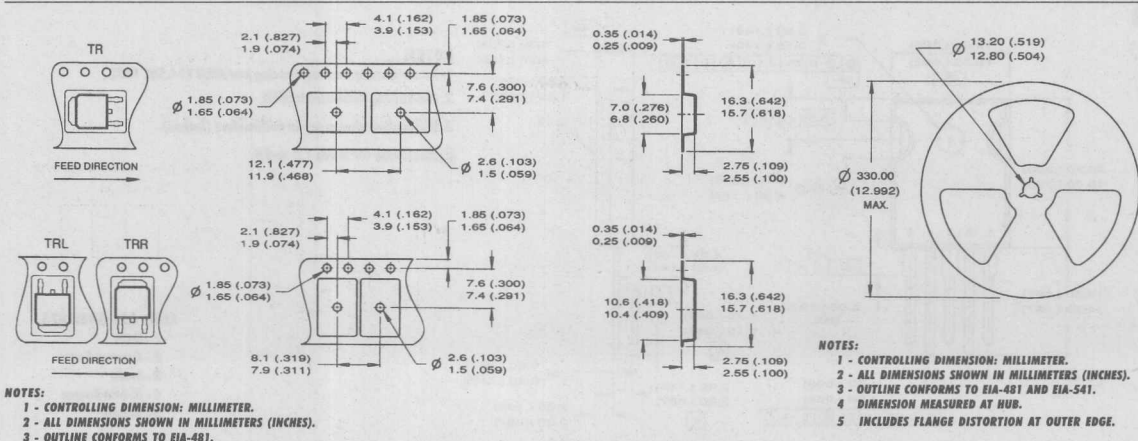 TR
FEED DIRECTION
2.1 (.827)
1.9 (.074)
4.1 (.162)
3.9 (.153)
1.85 (.073)
1.65 (.064)
Ø 1.85 (.073)
1.65 (.064)
7.6 (.300)
7.4 (.291)
12.1 (.477)
11.9 (.468)
Ø 2.6 (.103)
1.5 (.059)
0.35 (.014)
0.25 (.009)
7.0 (.276)
6.8 (.260)
16.3 (.642)
15.7 (.618)
2.75 (.109)
2.55 (.100)
Ø 13.20 (.519)
12.80 (.504)
Ø 330.00
(12.992)
MAX.
TRL
TRR
FEED DIRECTION
2.1 (.827)
1.9 (.074)
4.1 (.162)
3.9 (.153)
1.85 (.073)
1.65 (.064)
Ø 1.85 (.073)
1.65 (.064)
7.6 (.300)
7.4 (.291)
8.1 (.319)
7.9 (.311)
Ø 2.6 (.103)
1.5 (.059)
0.35 (.014)
0.25 (.009)
10.6 (.418)
10.4 (.409)
16.3 (.642)
15.7 (.618)
2.75 (.109)
2.55 (.100)
NOTES:
1 - CONTROLLING DIMENSION: MILLIMETER.
2 - ALL DIMENSIONS SHOWN IN MILLIMETERS (INCHES).
3 - OUTLINE CONFORMS TO EIA-481.
NOTES:
1 - CONTROLLING DIMENSION: MILLIMETER.
2 - ALL DIMENSIONS SHOWN IN MILLIMETERS (INCHES).
3 - OUTLINE CONFORMS TO EIA-481 AND EIA-541.
4 DIMENSION MEASURED AT HUB.
5 INCLUDES FLANGE DISTORTION AT OUTER EDGE.